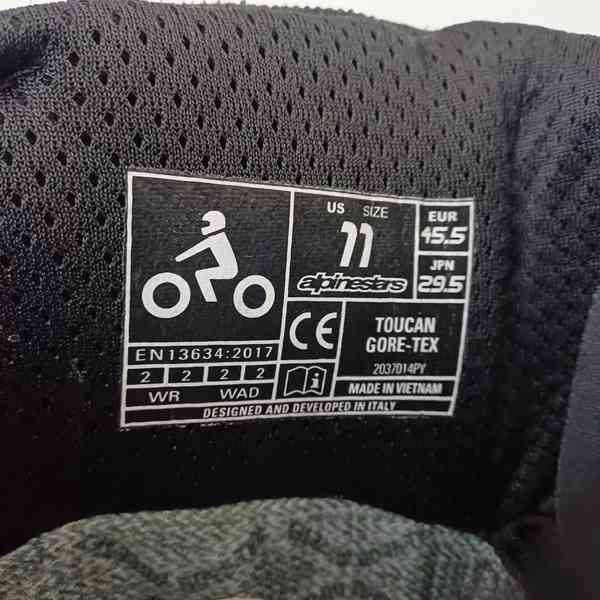 US SIZE
11
alpinestars
EUR
45.5
JPN
29.5
EN13634:2017
2 2 2 2
WR WAD
CE
i
TOUCAN
GORE-TEX
2037014PY
MADE IN VIETNAM
DESIGNED AND DEVELOPED IN ITALY